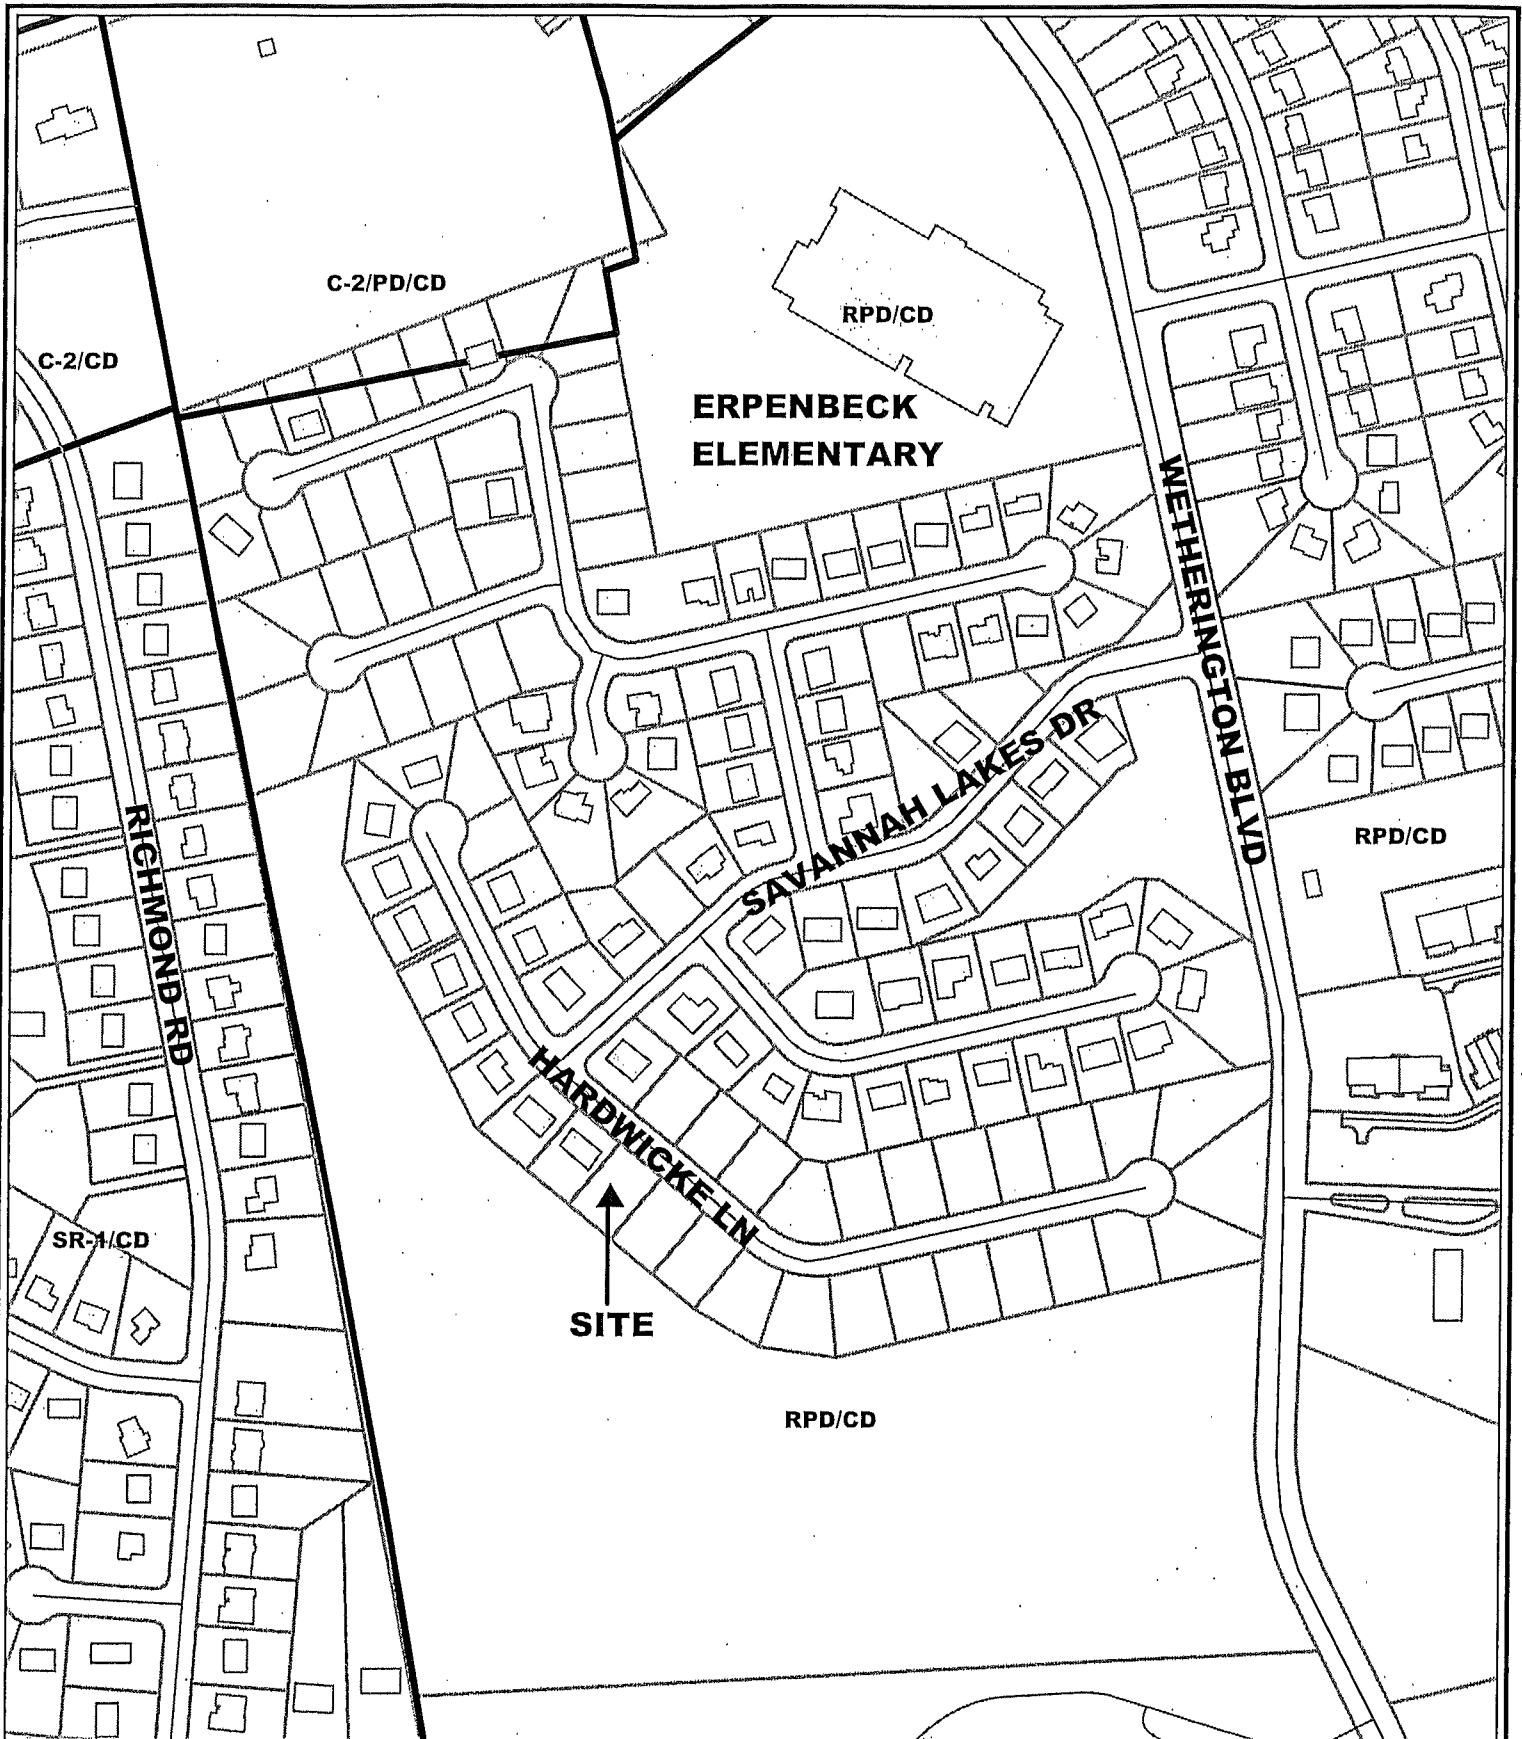 C-2/PD/CD
RPD/CD
C-2/CD
ERPENBECK
ELEMENTARY
WETHERINGTON BLVD
SAVANNAH LAKES DR
RPD/CD
RICHMOND RD
HARDWICKE LN
SR-1/CD
SITE
RPD/CD